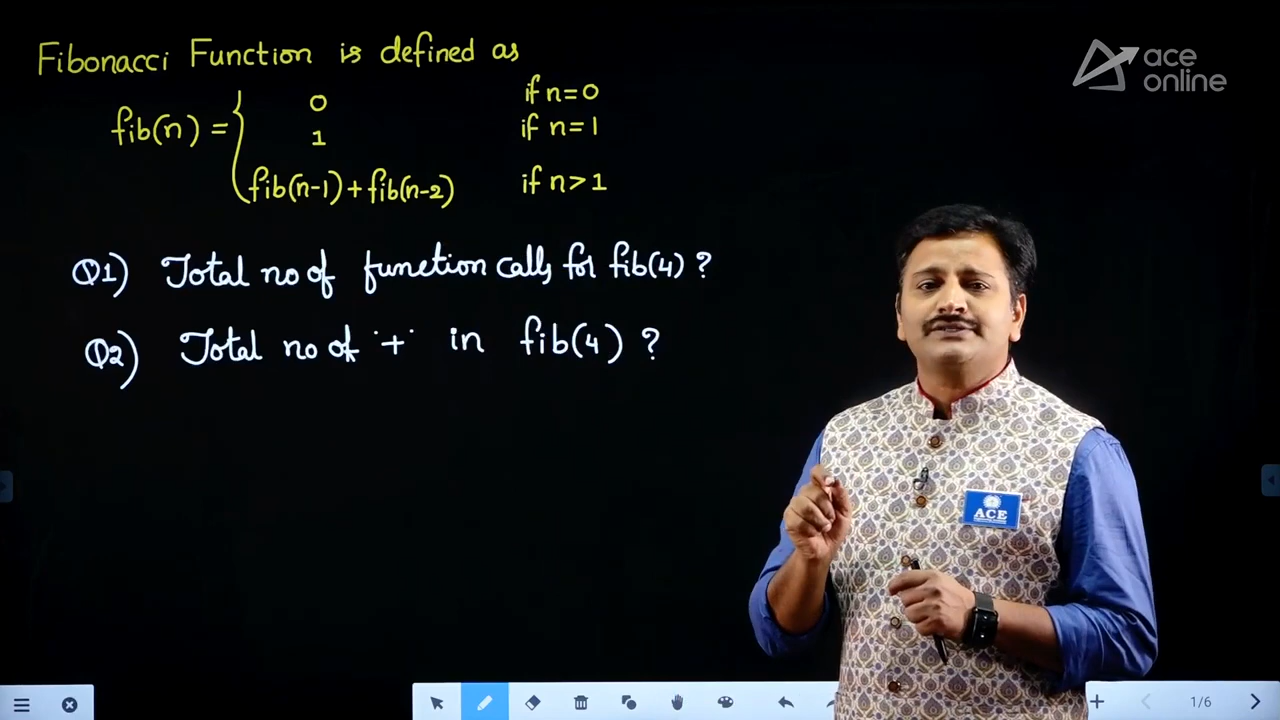 Fibonacci Function is defined as
fib(n) = { 0 if n=0
1 if n=1
fib(n-1)+fib(n-2) if n>1
Q1) Total no of function calls for fib(4) ?
Q2) Total no of '+' in fib(4) ?
ace online
ACE
1/6